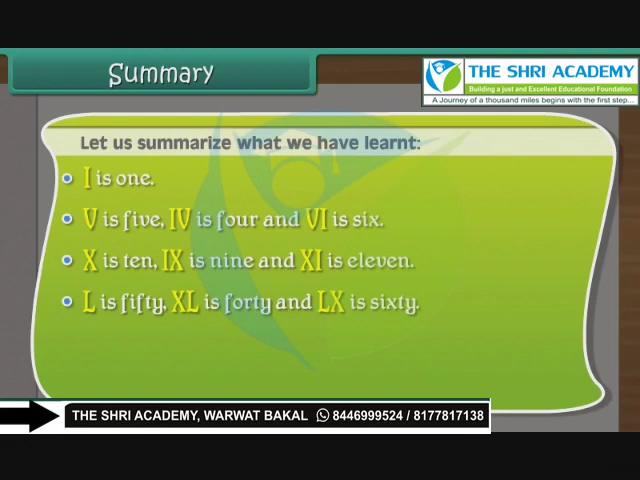 Summary
THE SHRI ACADEMY
Building a just and Excellent Educational Foundation
A Journey of a thousand miles begins with the first step...
Let us summarize what we have learnt:
I is one.
V is five, IV is four and VI is six.
X is ten, IX is nine and XI is eleven.
L is fifty, XL is forty and LX is sixty.
THE SHRI ACADEMY, WARWAT BAKAL 8446999524 / 8177817138